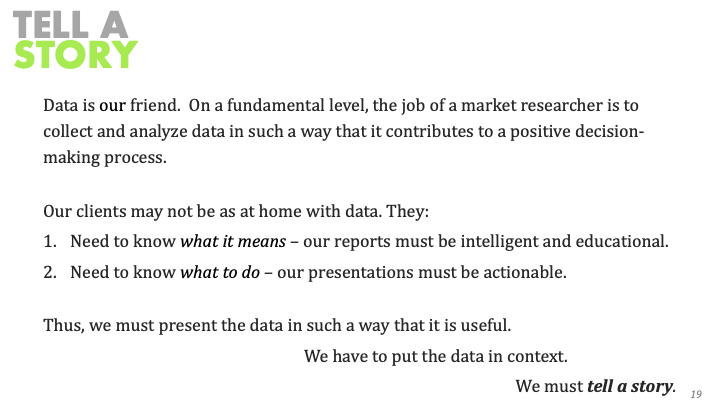 TELL A
STORY
Data is our friend.  On a fundamental level, the job of a market researcher is to
collect and analyze data in such a way that it contributes to a positive decision-
making process.
Our clients may not be as at home with data. They:
1. Need to know what it means – our reports must be intelligent and educational.
2. Need to know what to do – our presentations must be actionable.
Thus, we must present the data in such a way that it is useful.
We have to put the data in context.
We must tell a story.
19